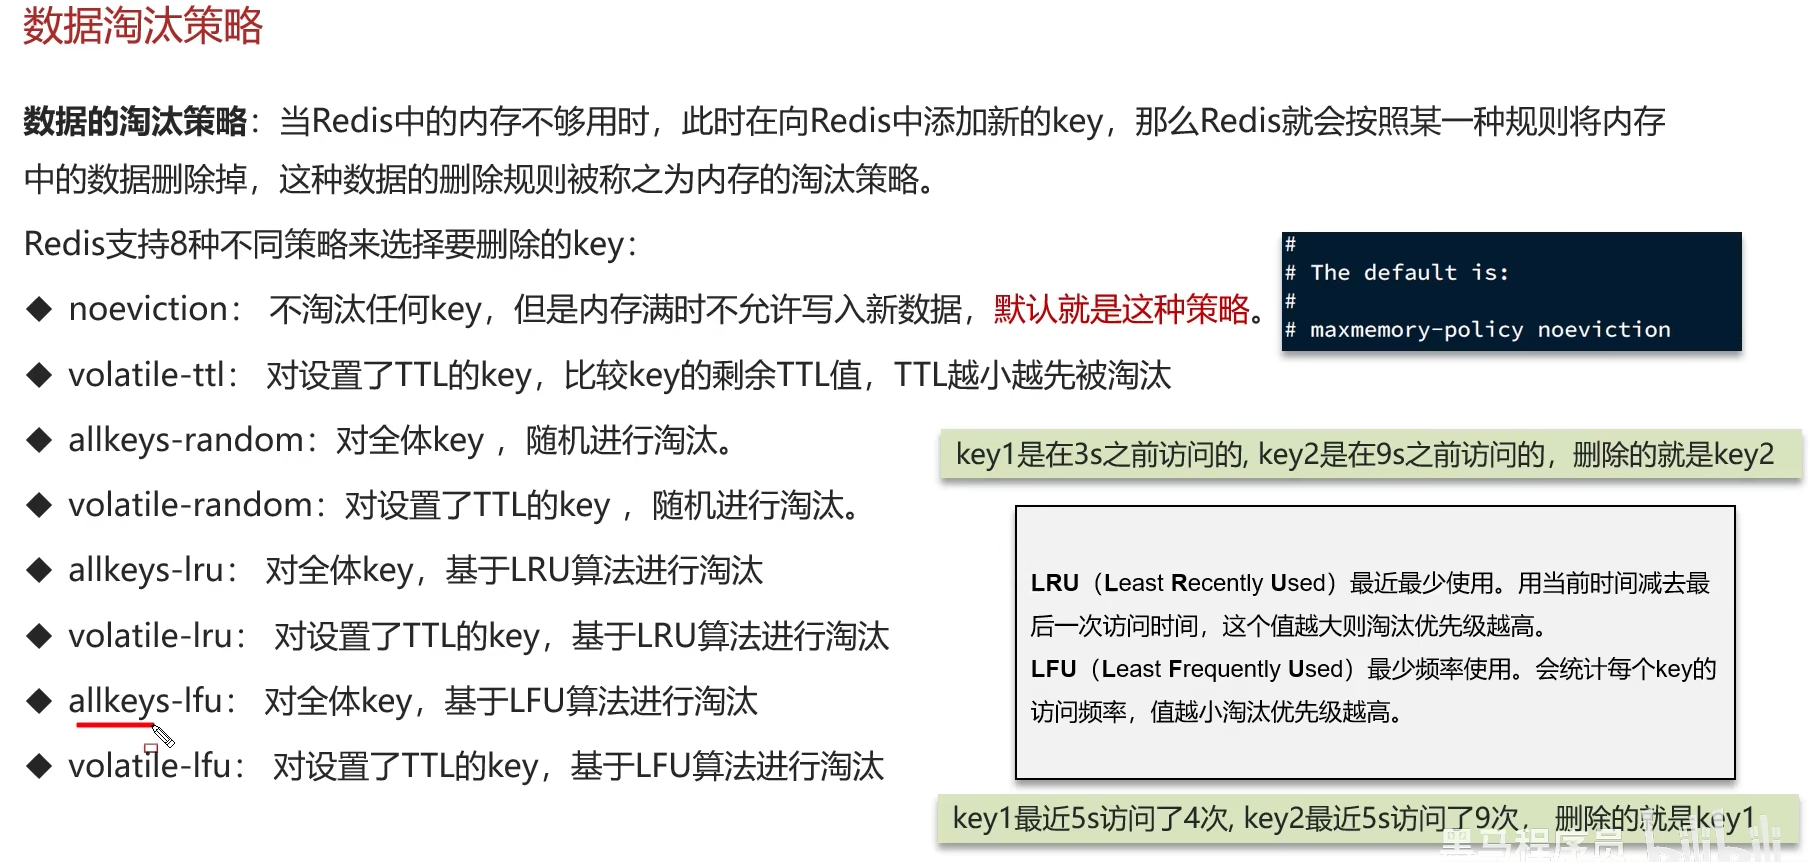 数据淘汰策略
数据的淘汰策略：当Redis中的内存不够用时，此时在向Redis中添加新的key，那么Redis就会按照某一种规则将内存
中的数据删除掉，这种数据的删除规则被称之为内存的淘汰策略。
Redis支持8种不同策略来选择要删除的key：
◆ noeviction： 不淘汰任何key，但是内存满时不允许写入新数据，默认就是这种策略。
◆ volatile-ttl： 对设置了TTL的key，比较key的剩余TTL值，TTL越小越先被淘汰
◆ allkeys-random：对全体key ，随机进行淘汰。
◆ volatile-random：对设置了TTL的key ，随机进行淘汰。
◆ allkeys-lru： 对全体key，基于LRU算法进行淘汰
◆ volatile-lru： 对设置了TTL的key，基于LRU算法进行淘汰
◆ allkeys-lfu： 对全体key，基于LFU算法进行淘汰
◆ volatile-lfu： 对设置了TTL的key，基于LFU算法进行淘汰
#
# The default is:
#
# maxmemory-policy noeviction
key1是在3s之前访问的, key2是在9s之前访问的，删除的就是key2
LRU（Least Recently Used）最近最少使用。用当前时间减去最
后一次访问时间，这个值越大则淘汰优先级越高。
LFU（Least Frequently Used）最少频率使用。会统计每个key的
访问频率，值越小淘汰优先级越高。
key1最近5s访问了4次, key2最近5s访问了9次， 删除的就是key1
黑马程序员 bilibili